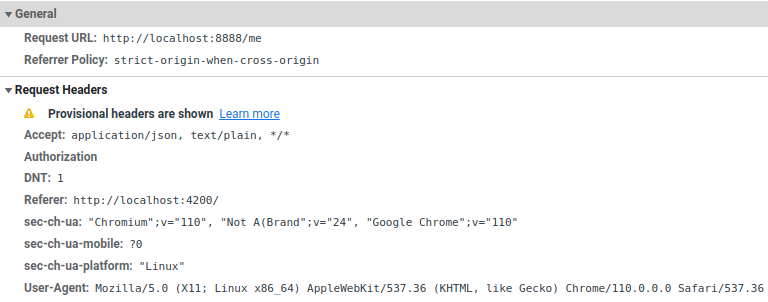 General
Request URL: http://localhost:8888/me
Referrer Policy: strict-origin-when-cross-origin
Request Headers
Provisional headers are shown Learn more
Accept: application/json, text/plain, */*
Authorization
DNT: 1
Referer: http://localhost:4200/
sec-ch-ua: "Chromium";v="110", "Not A(Brand";v="24", "Google Chrome";v="110"
sec-ch-ua-mobile: ?0
sec-ch-ua-platform: "Linux"
User-Agent: Mozilla/5.0 (X11; Linux x86_64) AppleWebKit/537.36 (KHTML, like Gecko) Chrome/110.0.0.0 Safari/537.36